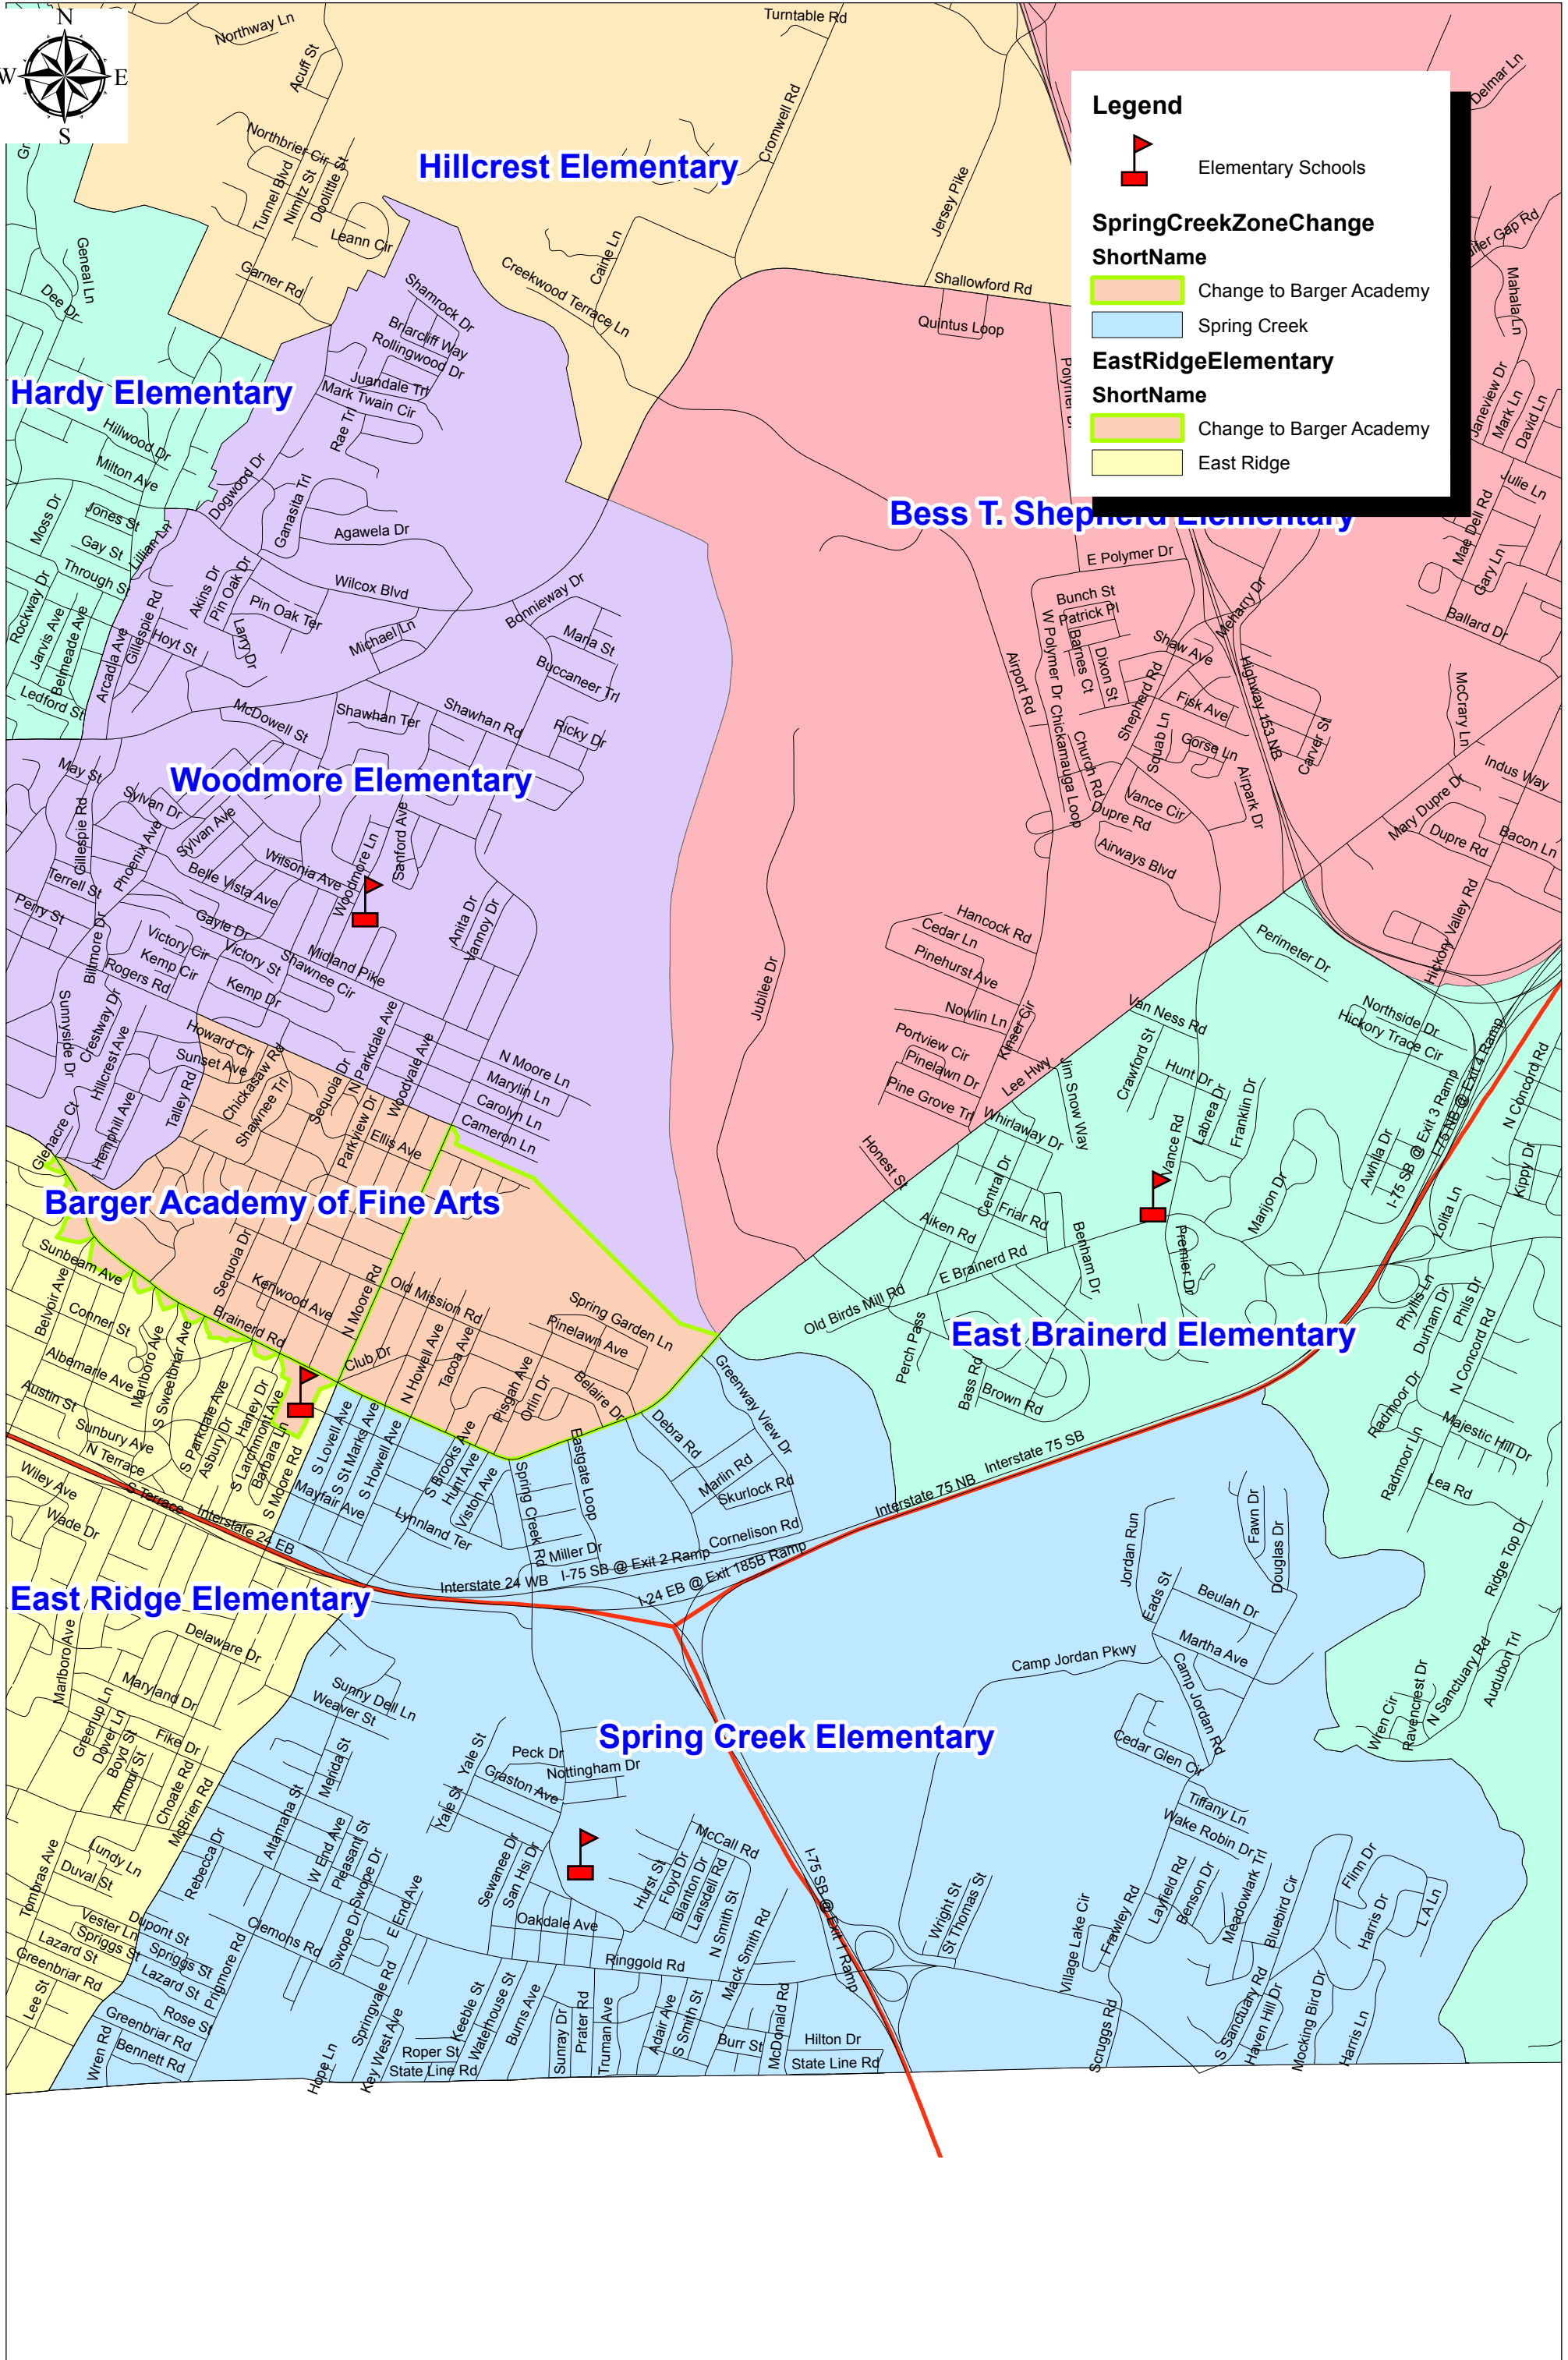 N
W E
S
Northway Ln
Acuff St
Turntable Rd
Cromwell Rd
Jersey Pike
Delmar Ln
Legend
Elementary Schools
SpringCreekZoneChange
ShortName
Change to Barger Academy
Spring Creek
EastRidgeElementary
ShortName
Change to Barger Academy
East Ridge
Northbrier Cir
Tunnel Blvd
Nimitz St
Doolittle St
Leann Cir
Garner Rd
Hillcrest Elementary
Caine Ln
Creekwood Terrace Ln
Shallowford Rd
Quintus Loop
Geneal Ln
Dee Dr
Mahala Ln
Shamrock Dr
Briarcliff Way
Rollingwood Dr
Juandale Trl
Mark Twain Cir
Rae Trl
Hardy Elementary
Hillwood Dr
Milton Ave
Janeview Dr
Mark Ln
David Ln
Julie Ln
Mae Dell Rd
Gary Ln
Ballard Dr
Bess T. Shepherd Elementary
Moss Dr
Jones St
Gay St
Through St
Lillian Ln
Dogwood Dr
Ganasita Trl
Agawela Dr
Wilcox Blvd
Rockway Dr
Jarvis Ave
Belmeade Ave
Ledford St
Arcadia Ave
Gillespie Rd
Hoyt St
Akins Dr
Pin Oak Dr
Pin Oak Ter
Larry Dr
Michael Ln
Bonnieway Dr
Maria St
Buccaneer Trl
E Polymer Dr
Bunch St
Patrick Pl
Barnes Ct
Dixon St
W Polymer Dr
Chickamauga Loop
Airport Rd
Shaw Ave
Meharry Dr
Shepherd Rd
Fisk Ave
Highway 153 NB
Squab Ln
Gorse Ln
Carver St
Church Rd
Vance Cir
Dupre Rd
Airpark Dr
Airways Blvd
McCrary Ln
Indus Way
Mary Dupre Dr
Dupre Rd
Bacon Ln
Hickory Valley Rd
McDowell St
Shawhan Ter
Shawhan Rd
Ricky Dr
Woodmore Elementary
May St
Gillespie Rd
Sylvan Dr
Sylvan Ave
Phoenix Ave
Belle Vista Ave
Wilsonia Ave
Woodmore Ln
Sanford Ave
Terrell St
Perry St
Billmore Dr
Gayle Dr
Victory Cir
Kemp Cir
Rogers Rd
Victory St
Shawnee Cir
Kemp Dr
Midland Pike
Anita Dr
Vannoy Dr
Jubilee Dr
Hancock Rd
Cedar Ln
Pinehurst Ave
Nowlin Ln
Kinser Cir
Portview Cir
Pinelawn Dr
Pine Grove Trl
Lee Hwy
Perimeter Dr
Northside Dr
Hickory Trace Cir
Van Ness Rd
Crawford St
Hunt Dr
Labrea Dr
Franklin Dr
Jim Snow Way
Whirlaway Dr
Vance Rd
I-75 SB @ Exit 3 Ramp
I-75 NB @ Exit 4 Ramp
N Concord Rd
Sunnyside Dr
Crestway Dr
Hillcrest Ave
Hemphill Ave
Glenacre Ct
Talley Rd
Howard Cir
Sunset Ave
Chickasaw Rd
Shawnee Trl
Sequoia Dr
N Parkdale Ave
Parkview Dr
Woodvale Ave
Ellis Ave
N Moore Ln
Marylin Ln
Carolyn Ln
Cameron Ln
Barger Academy of Fine Arts
Honest St
Central Dr
Friar Rd
Aiken Rd
E Brainerd Rd
Benham Dr
Premier Dr
Marijon Dr
Awhila Dr
Lolita Ln
Kippy Dr
Old Birds Mill Rd
Perch Pass
East Brainerd Elementary
Bass Rd
Brown Rd
Phyllis Ln
Durham Dr
Phils Dr
N Concord Rd
Radmoor Dr
Radmoor Ln
Majestic Hill Dr
Lea Rd
Ridge Top Dr
Sunbeam Ave
Belvoir Ave
Conner St
Albemarle Ave
Austin St
Sunbury Ave
N Terrace
Marlboro Ave
S Sweetbriar Ave
S Parkdale Ave
Asbury Dr
Haney Dr
S Larchmont Ave
Barbara Ln
S Moore Rd
Sequoia Dr
Kenwood Ave
Brainerd Rd
N Moore Rd
Old Mission Rd
Club Dr
N Howell Ave
Tacoa Ave
Spring Garden Ln
Pinelawn Ave
Pisgah Ave
Orlin Dr
Belaire Dr
Greenway View Dr
Debra Rd
Marlin Rd
Skurlock Rd
Cornelison Rd
Eastgate Loop
Spring Creek Rd
Miller Dr
S Lovell Ave
S St Marks Ave
S Howell Ave
Mayfair Ave
Lynnland Ter
S Brooks Ave
Hunt Ave
Viston Ave
Wiley Ave
Wade Dr
S Terrace
Interstate 24 EB
Interstate 24 WB
I-75 SB @ Exit 2 Ramp
I-24 EB @ Exit 185B Ramp
Interstate 75 NB
Interstate 75 SB
East Ridge Elementary
Marlboro Ave
Delaware Dr
Maryland Dr
Greenup Ln
Dover Ln
Boyd St
Armour St
Fike Dr
Choate Rd
McBrien Rd
Sunny Dell Ln
Weaver St
Merida St
Altamaha St
Jordan Run
Fawn Dr
Douglas Dr
Eads St
Beulah Dr
Martha Ave
Camp Jordan Pkwy
Camp Jordan Rd
Cedar Glen Cir
Wren Cir
Ravencrest Dr
N Sanctuary Rd
Audubon Trl
Spring Creek Elementary
Yale St
Yale St
Peck Dr
Nottingham Dr
Graston Ave
Tiffany Ln
Wake Robin Dr
Tombras Ave
Lundy Ln
Duval St
Rebecca Dr
W End Ave
Pleasant St
Swope Dr
Swope Dr
E End Ave
Sewanee Dr
San Hsi Dr
Oakdale Ave
Hurst St
Floyd Dr
Blanton Dr
Lansdell Rd
McCall Rd
N Smith St
Mack Smith Rd
I-75 SB @ Exit 1 Ramp
Wright St
St Thomas St
Village Lake Cir
Frawley Rd
Layfield Rd
Benson Dr
Meadowlark Trl
Bluebird Cir
Flinn Dr
Harris Dr
L A Ln
Vester Ln
Spriggs St
Dupont St
Spriggs St
Lazard St
Lazard St
Greenbriar Rd
Lee St
Rose St
Greenbriar Rd
Bennett Rd
Wren Rd
Prigmore Rd
Clemons Rd
Springvale Rd
Key West Ave
Hope Ln
Ringgold Rd
Keeble St
Waterhouse St
Burns Ave
Roper St
State Line Rd
Sunray Dr
Prater Rd
Truman Ave
Adair Ave
S Smith St
Burr St
McDonald Rd
Hilton Dr
State Line Rd
Scruggs Rd
S Sanctuary Rd
Haven Hill Dr
Mocking Bird Dr
Harris Ln